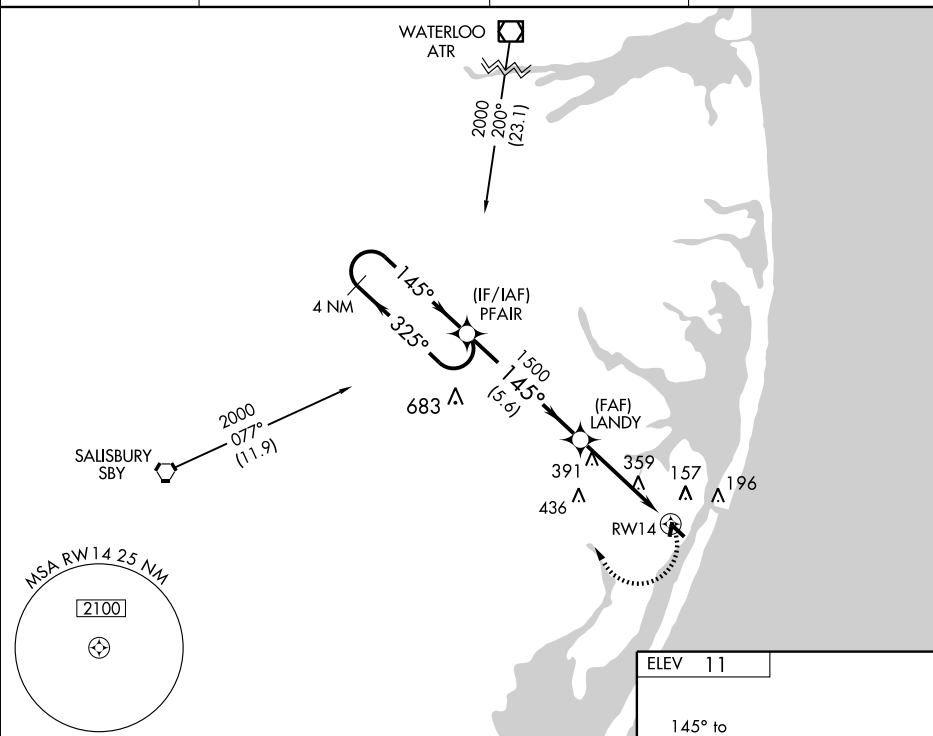 WATERLOO
ATR
2000
200°
(23.1)
145°
4 NM
325°
(IF/IAF)
PFAIR
1500
145°
(5.6)
683
(FAF)
LANDY
2000
077°
(11.9)
SALISBURY
SBY
391
359
157
196
436
RW14
MSA RW14 25 NM
2100
ELEV 11
145° to